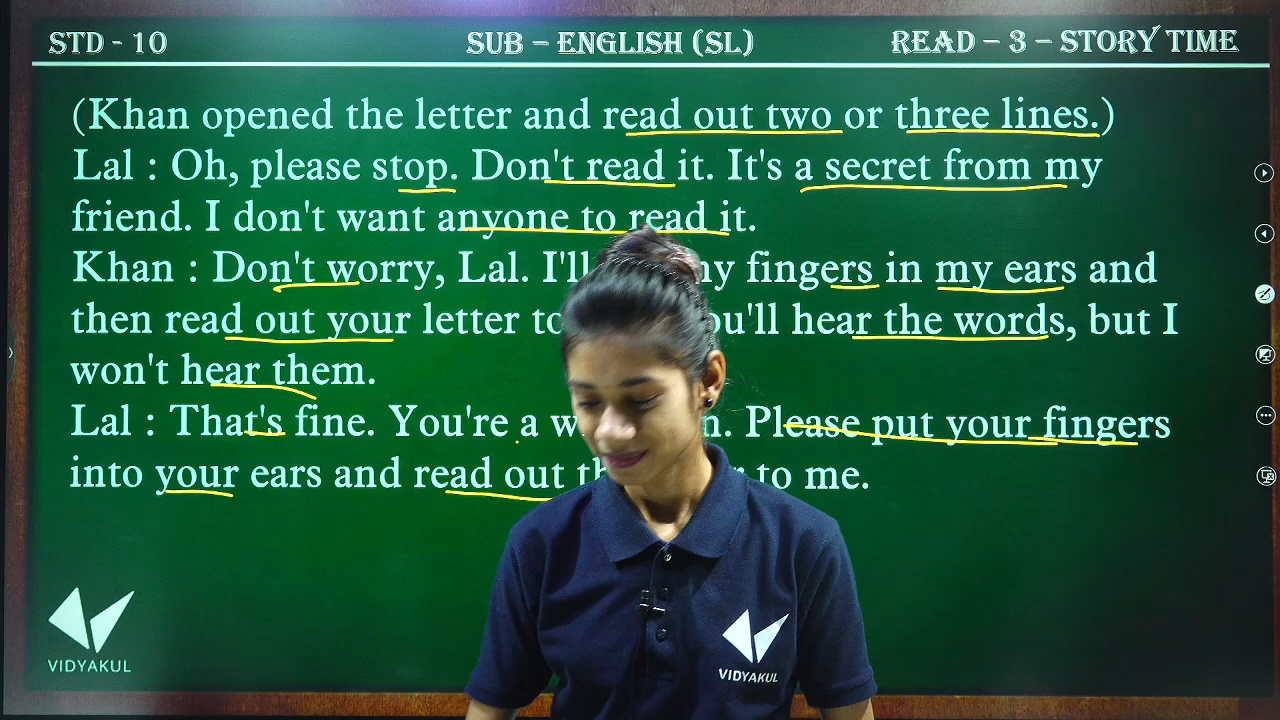 STD - 10 SUB – ENGLISH (SL) READ – 3 – STORY TIME
(Khan opened the letter and read out two or three lines.)
Lal : Oh, please stop. Don't read it. It's a secret from my
friend. I don't want anyone to read it.
Khan : Don't worry, Lal. I'll my fingers in my ears and
then read out your letter to You'll hear the words, but I
won't hear them.
Lal : That's fine. You're a Please put your fingers
into your ears and read out to me.
VIDYAKUL
VIDYAKUL